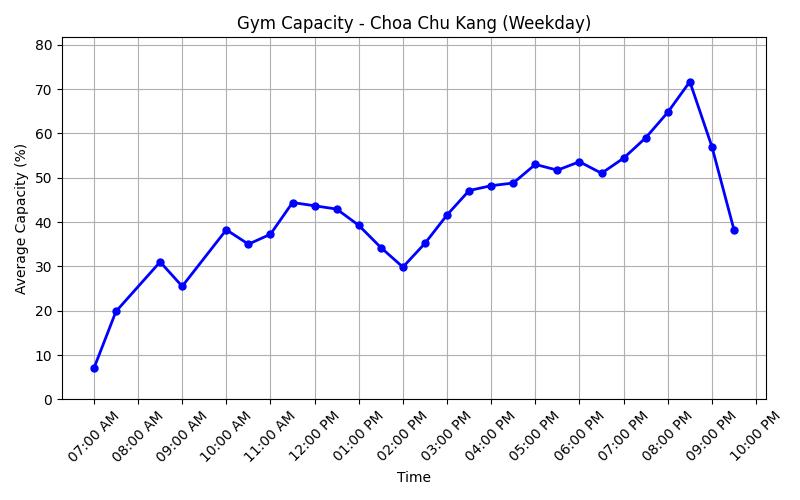 Gym Capacity - Choa Chu Kang (Weekday)
Average Capacity (%)
80
70
60
50
40
30
20
10
0
07:00 AM
08:00 AM
09:00 AM
10:00 AM
11:00 AM
12:00 PM
01:00 PM
02:00 PM
03:00 PM
04:00 PM
05:00 PM
06:00 PM
07:00 PM
08:00 PM
09:00 PM
10:00 PM
Time